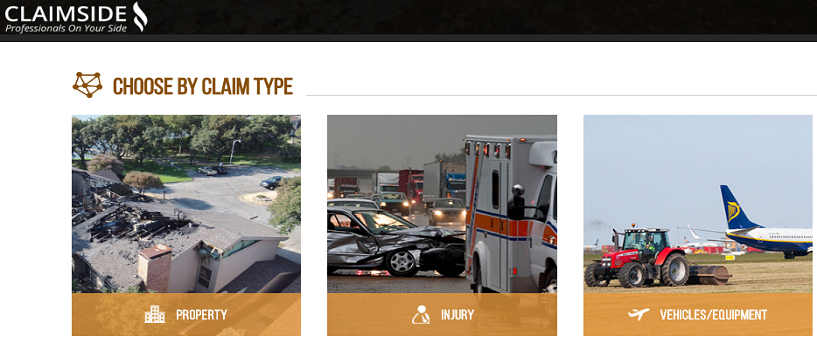 CLAIMSIDE
Professionals On Your Side
CHOOSE BY CLAIM TYPE
PROPERTY
INJURY
VEHICLES/EQUIPMENT